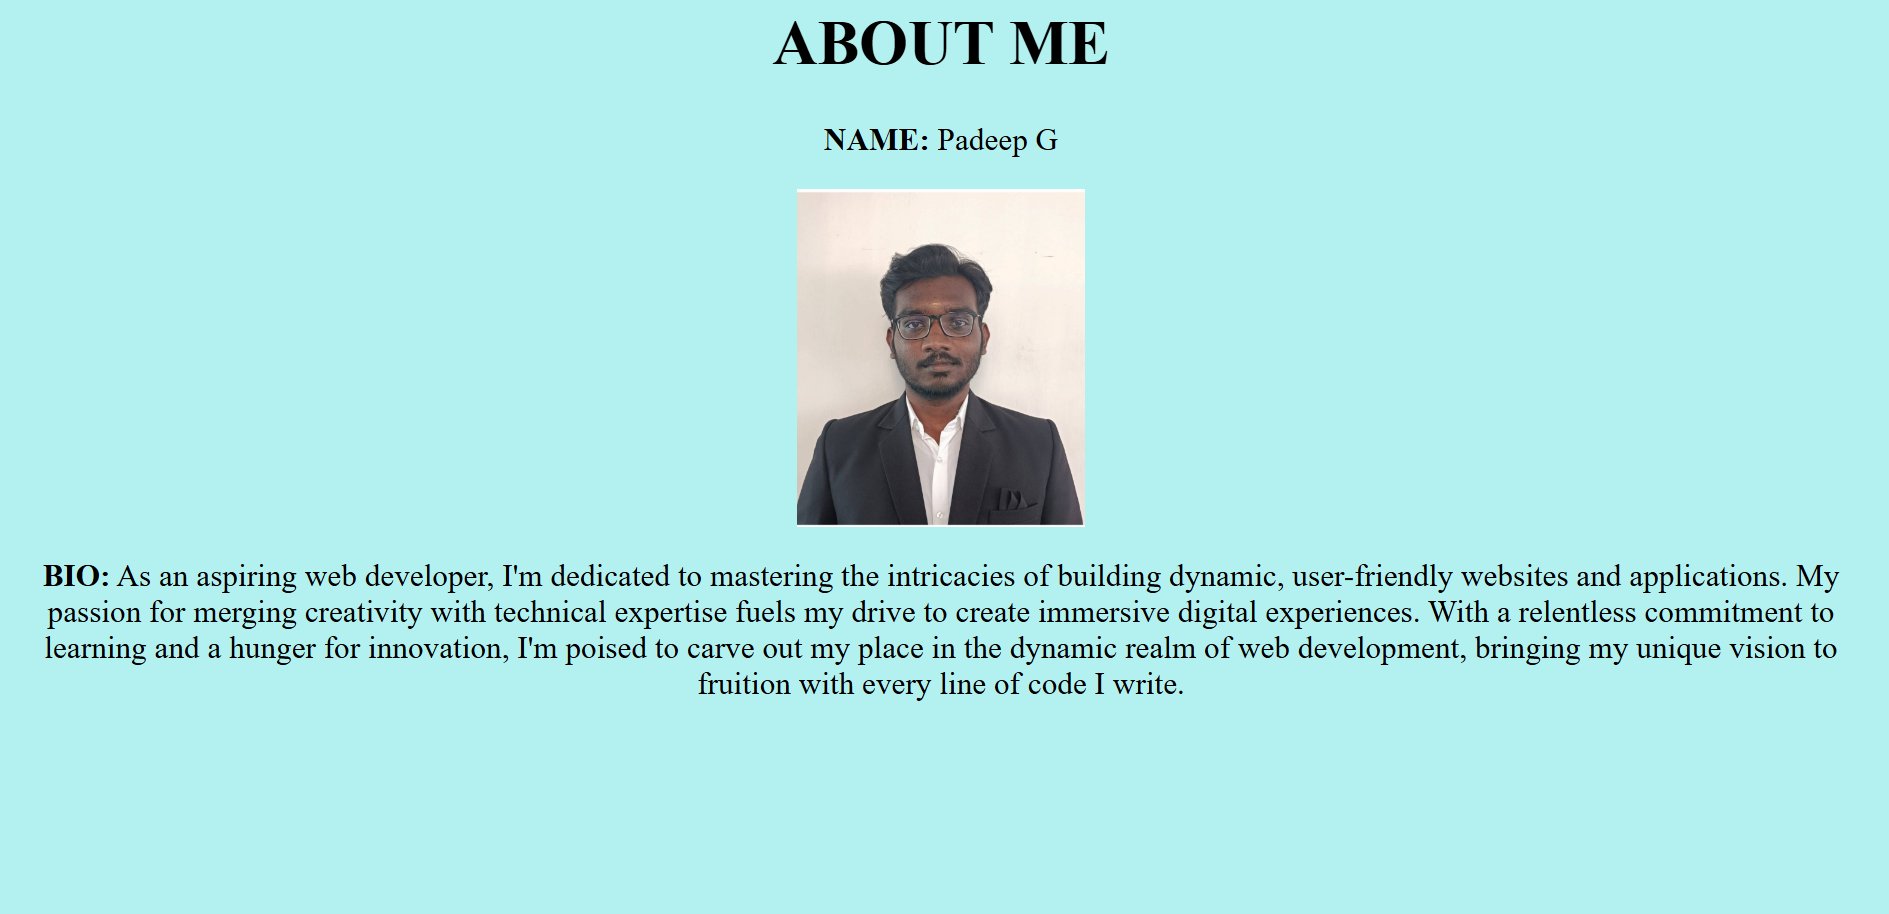 ABOUT ME
NAME: Padeep G
BIO: As an aspiring web developer, I'm dedicated to mastering the intricacies of building dynamic, user-friendly websites and applications. My
passion for merging creativity with technical expertise fuels my drive to create immersive digital experiences. With a relentless commitment to
learning and a hunger for innovation, I'm poised to carve out my place in the dynamic realm of web development, bringing my unique vision to
fruition with every line of code I write.